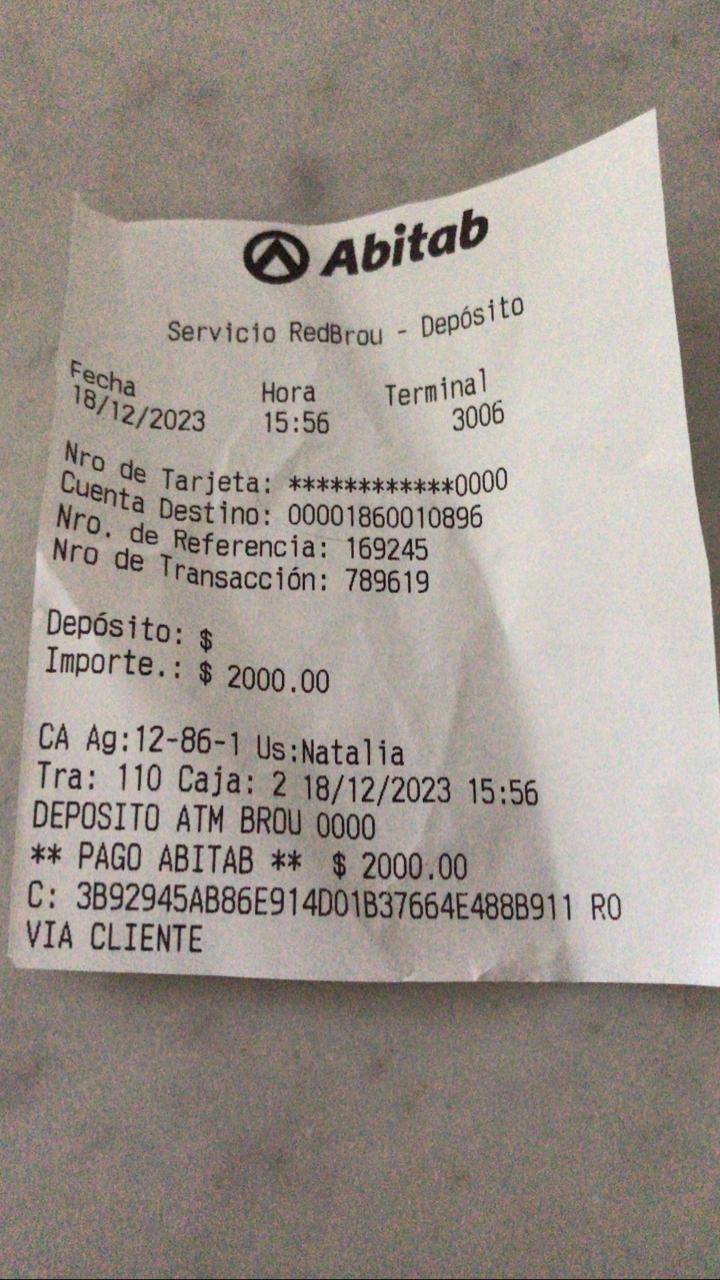 Abitab
Servicio RedBrou - Depósito
Fecha Hora Terminal
18/12/2023 15:56 3006
Nro de Tarjeta: ************0000
Cuenta Destino: 00001860010896
Nro. de Referencia: 169245
Nro de Transacción: 789619
Depósito: $
Importe.: $ 2000.00
CA Ag:12-86-1 Us:Natalia
Tra: 110 Caja: 2 18/12/2023 15:56
DEPOSITO ATM BROU 0000
** PAGO ABITAB ** $ 2000.00
C: 3B92945AB86E914D01B37664E488B911 RO
VIA CLIENTE